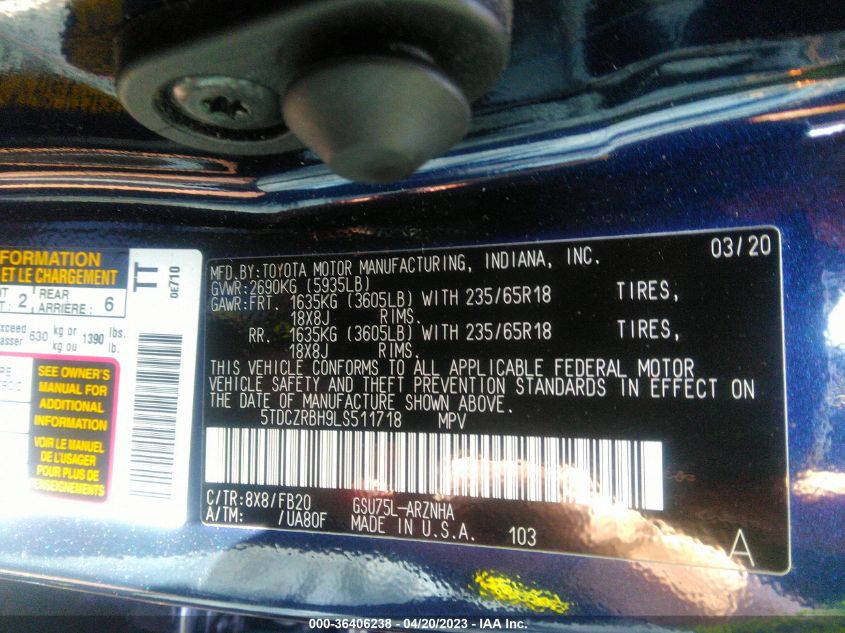 FORMATION
ET LE CHARGEMENT
2 REAR ARRIÈRE: 6
630 kg or kg ou 1390 lbs. lb.
SEE OWNER'S
MANUAL FOR
ADDITIONAL
INFORMATION
VOIR LE MANUEL
DE L'USAGER
POUR PLUS DE
RENSEIGNEMENTS
TT
03/20
MFD. BY: TOYOTA MOTOR MANUFACTURING, INDIANA, INC.
GVWR: 2690KG (5935LB)
GAWR: FRT. 1635KG (3605LB) WITH 235/65R18 TIRES,
18X8J RIMS.
RR. 1635KG (3605LB) WITH 235/65R18 TIRES,
18X8J RIMS.
THIS VEHICLE CONFORMS TO ALL APPLICABLE FEDERAL MOTOR
VEHICLE SAFETY AND THEFT PREVENTION STANDARDS IN EFFECT ON
THE DATE OF MANUFACTURE SHOWN ABOVE.
5TDCZRBH9LS511718 MPV
C/TR: 8X8/FB20 GSU75L-ARZNHA
A/TM: /UA80F MADE IN U.S.A. 103
A
000-36406238 - 04/20/2023 - IAA Inc.